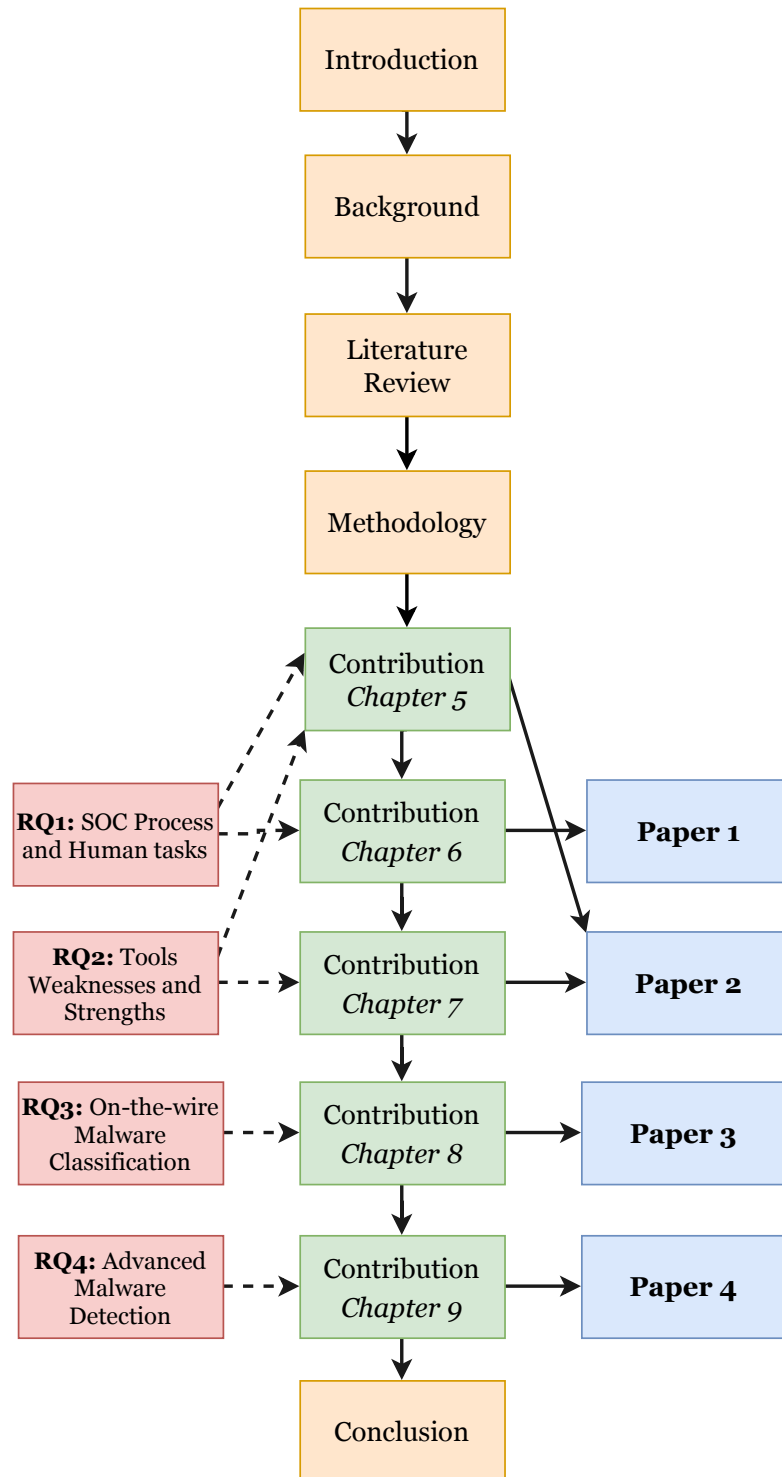 Introduction
Background
Literature
Review
Methodology
Contribution
Chapter 5
RQ1: SOC Process
and Human tasks
Contribution
Chapter 6
Paper 1
RQ2: Tools
Weaknesses and
Strengths
Contribution
Chapter 7
Paper 2
RQ3: On-the-wire
Malware
Classification
Contribution
Chapter 8
Paper 3
RQ4: Advanced
Malware
Detection
Contribution
Chapter 9
Paper 4
Conclusion